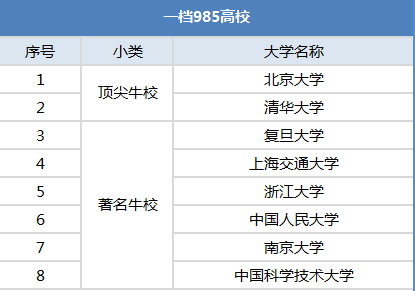 一档985高校
序号 小类 大学名称
1 顶尖牛校 北京大学
2 清华大学
3 著名牛校 复旦大学
4 上海交通大学
5 浙江大学
6 中国人民大学
7 南京大学
8 中国科学技术大学